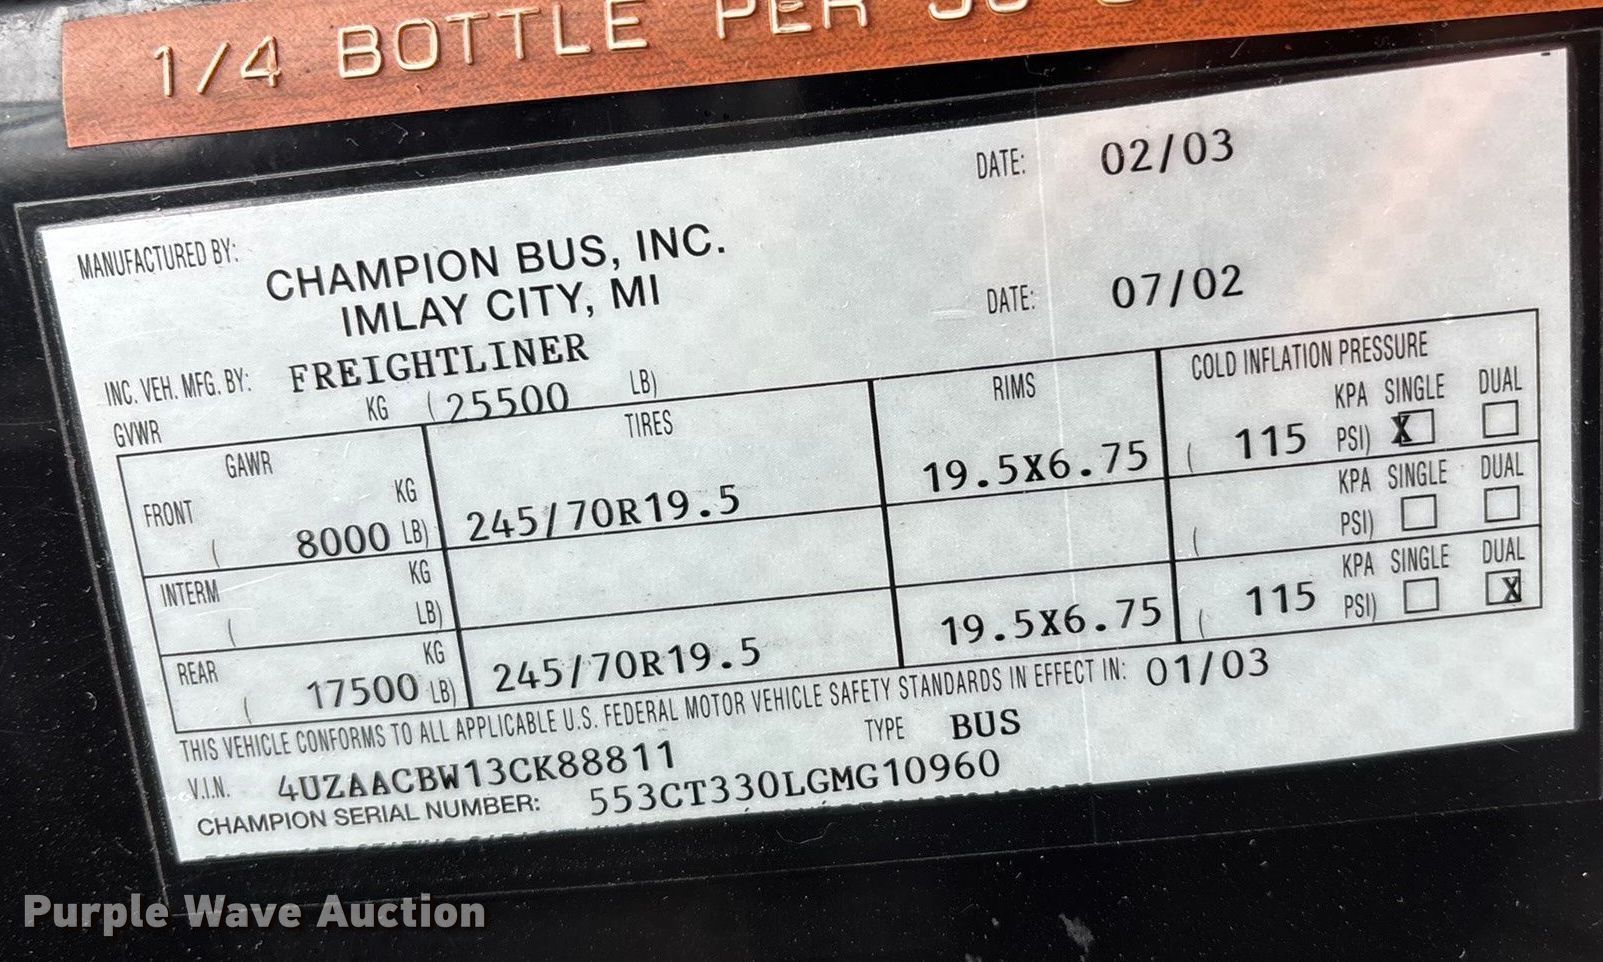 1/4 BOTTLE PER
DATE: 02/03
MANUFACTURED BY: CHAMPION BUS, INC.
IMLAY CITY, MI
DATE: 07/02
INC. VEH. MFG. BY: FREIGHTLINER
GVWR KG ( 25500 LB)
GAWR TIRES RIMS COLD INFLATION PRESSURE
FRONT KG KPA SINGLE DUAL
( 8000 LB) 245/70R19.5 19.5X6.75 ( 115 PSI) X
INTERM KG KPA SINGLE DUAL
( LB) ( PSI)
REAR KG KPA SINGLE DUAL
( 17500 LB) 245/70R19.5 19.5X6.75 ( 115 PSI) X
THIS VEHICLE CONFORMS TO ALL APPLICABLE U.S. FEDERAL MOTOR VEHICLE SAFETY STANDARDS IN EFFECT IN: 01/03
V.I.N. 4UZAACBW13CK88811 TYPE BUS
CHAMPION SERIAL NUMBER: 553CT330LGMG10960
Purple Wave Auction